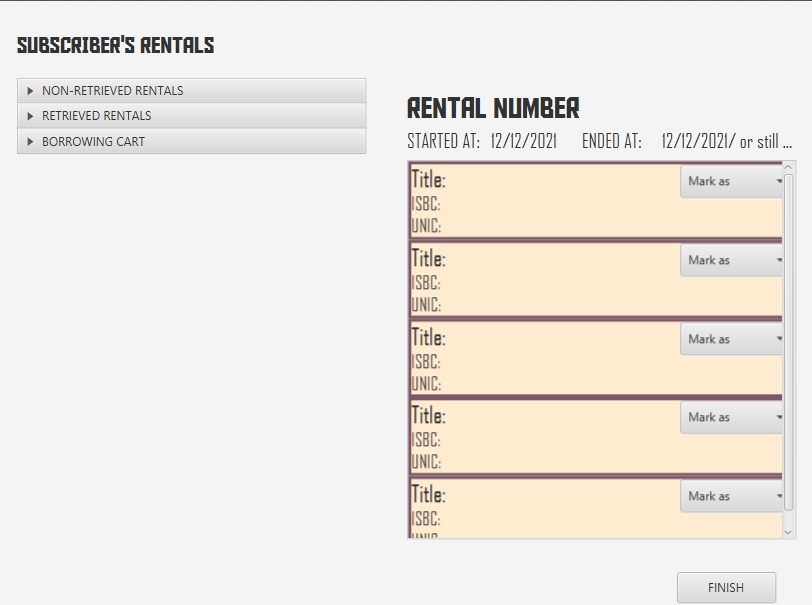 SUBSCRIBER'S RENTALS
NON-RETRIEVED RENTALS
RETRIEVED RENTALS
BORROWING CART
RENTAL NUMBER
STARTED AT: 12/12/2021 ENDED AT: 12/12/2021/ or still ...
Title: Mark as
ISBC:
UNIC:
Title: Mark as
ISBC:
UNIC:
Title: Mark as
ISBC:
UNIC:
Title: Mark as
ISBC:
UNIC:
Title: Mark as
ISBC:
UNIC:
FINISH